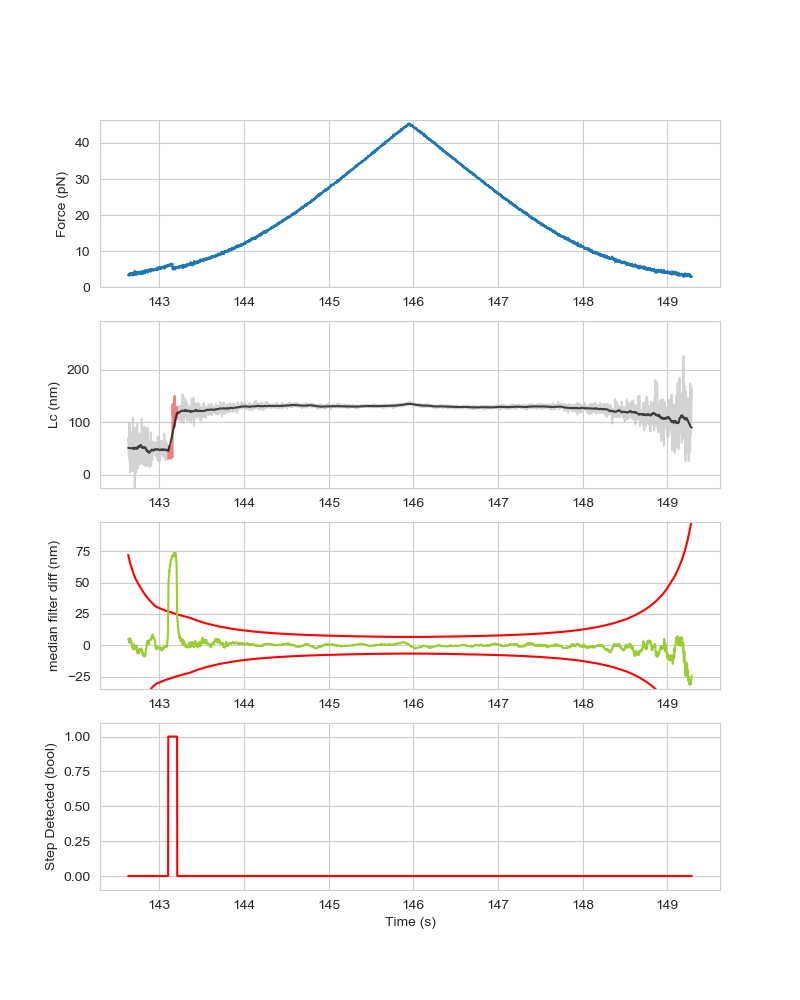 40
30
20
10
0
Force (pN)
143 144 145 146 147 148 149
200
100
0
Lc (nm)
143 144 145 146 147 148 149
75
50
25
0
−25
median filter diff (nm)
143 144 145 146 147 148 149
1.00
0.75
0.50
0.25
0.00
Step Detected (bool)
143 144 145 146 147 148 149
Time (s)